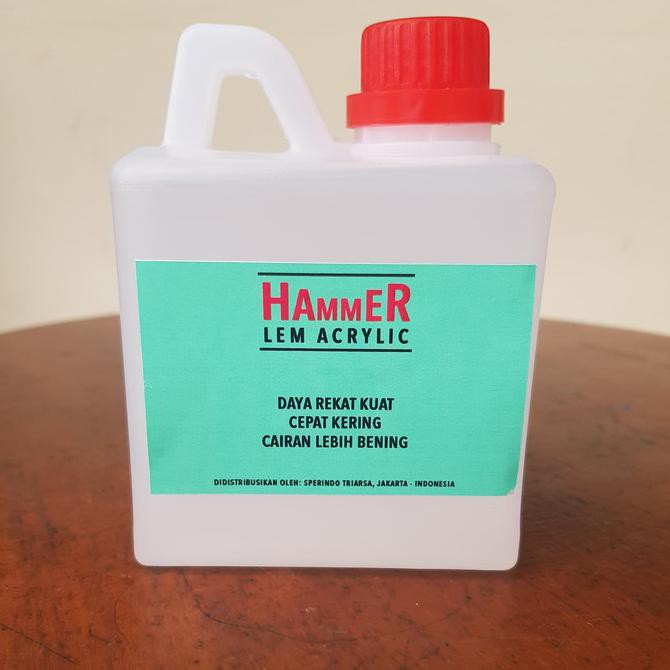 HAMMER
LEM ACRYLIC
DAYA REKAT KUAT
CEPAT KERING
CAIRAN LEBIH BENING
DIDISTRIBUSIKAN OLEH: SPERINDO TRIARSA, JAKARTA - INDONESIA